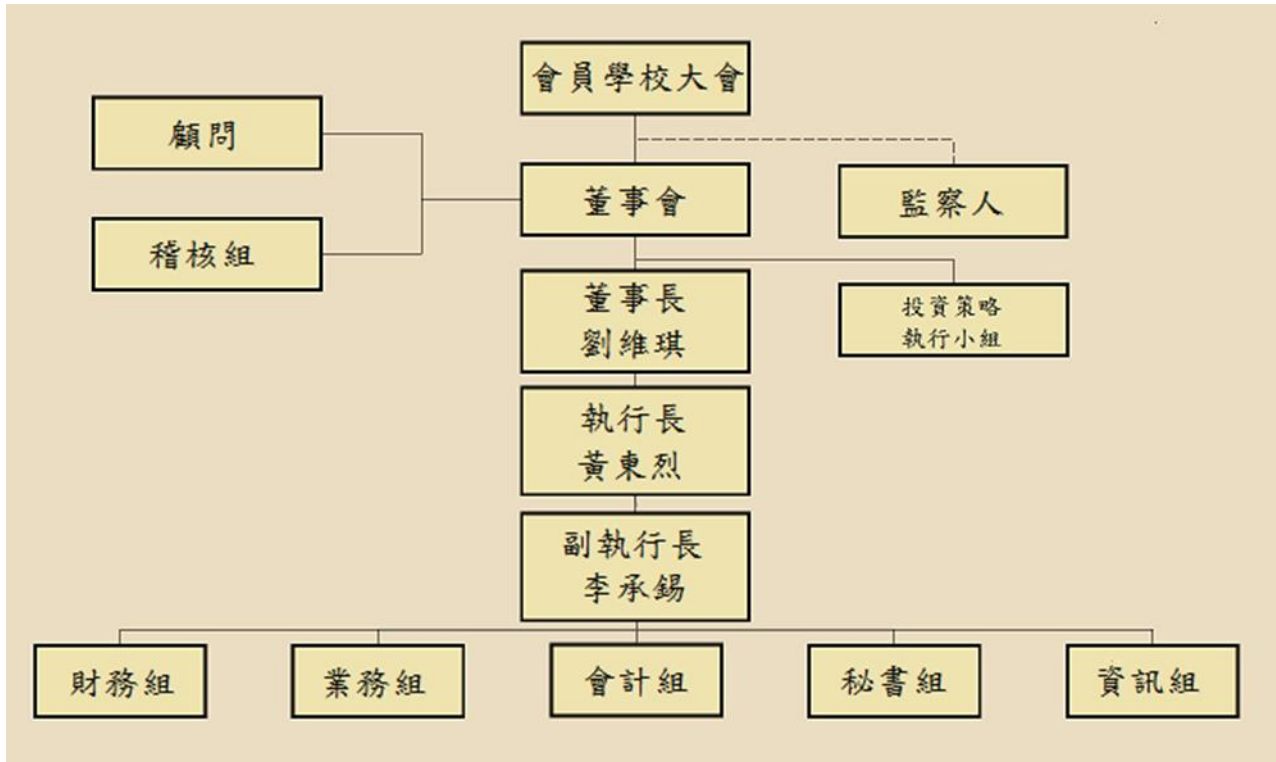 會員學校大會
顧問
董事會
監察人
稽核組
董事長
劉維琪
投資策略
執行小組
執行長
黃東烈
副執行長
李承錫
財務組
業務組
會計組
秘書組
資訊組